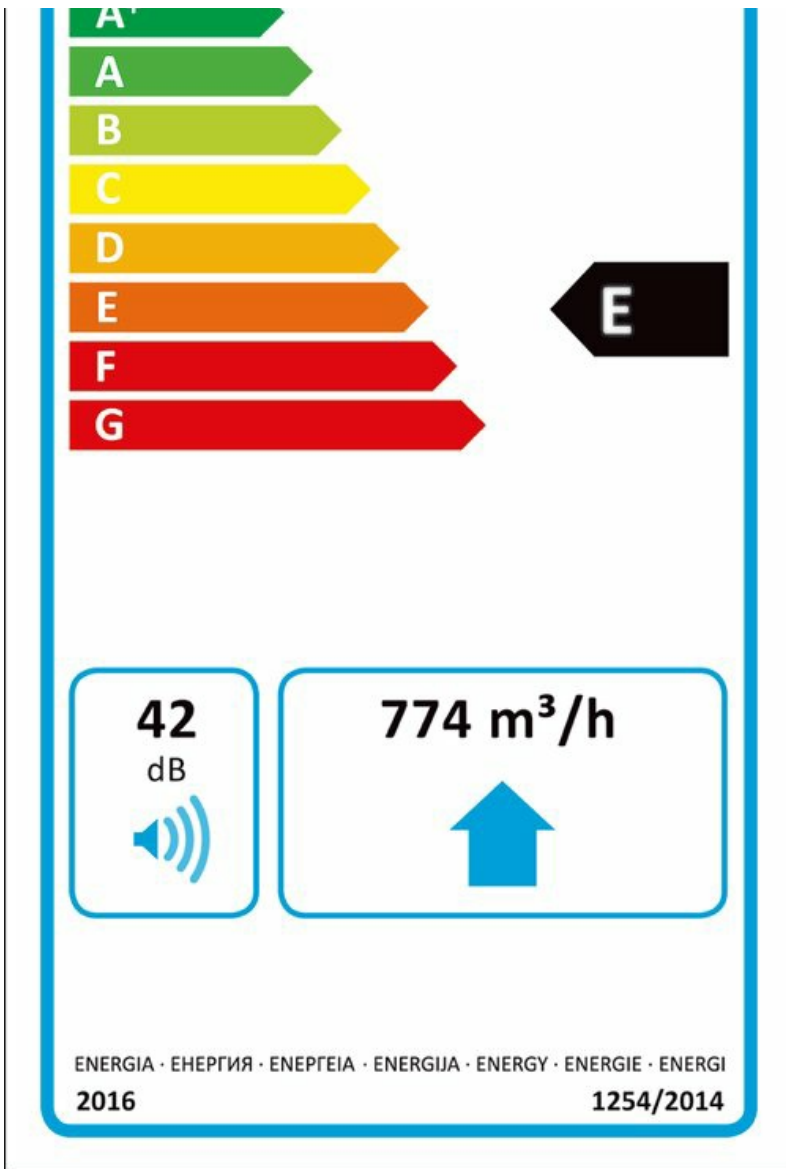 A+
A
B
C
D
E
E
F
G
42
dB
774 m³/h
ENERGIA · ЕНЕРГИЯ · ΕΝΕΡΓΕΙΑ · ENERGIJA · ENERGY · ENERGIE · ENERGI
2016
1254/2014